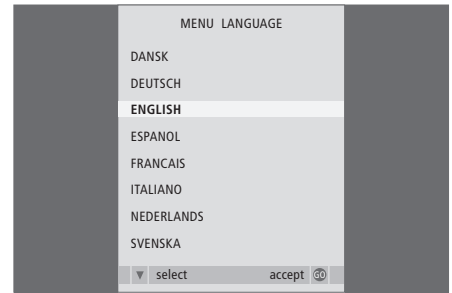 MENU LANGUAGE
DANSK
DEUTSCH
ENGLISH
ESPANOL
FRANCAIS
ITALIANO
NEDERLANDS
SVENSKA
▼ select accept GO